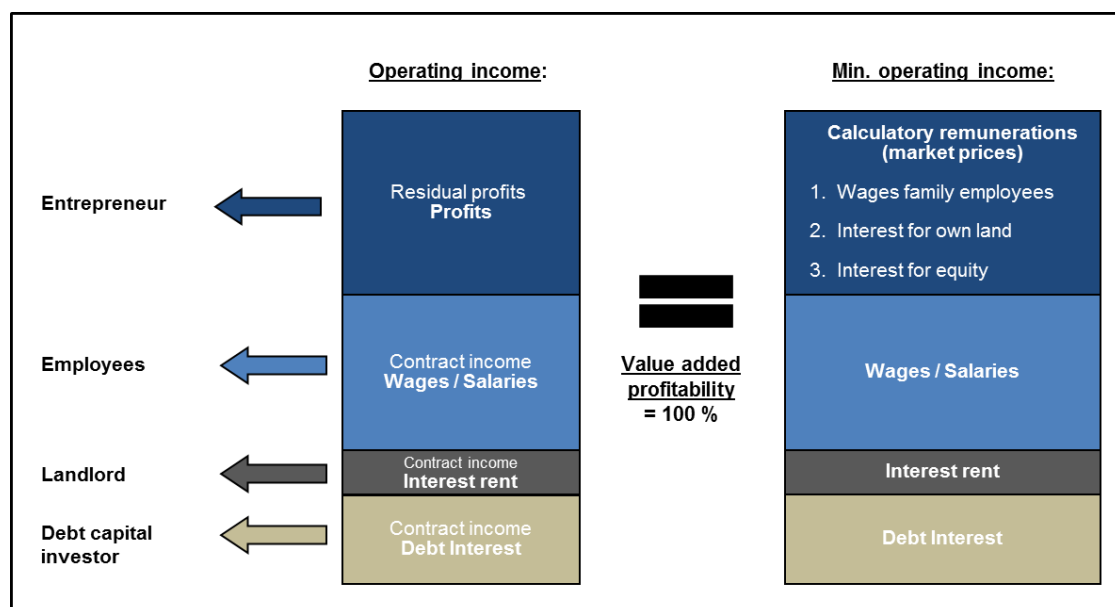 Operating income:
Min. operating income:
Entrepreneur
Residual profits
Profits
Calculatory remunerations
(market prices)
1. Wages family employees
2. Interest for own land
3. Interest for equity
Employees
Contract income
Wages / Salaries
Value added
profitability
= 100 %
Wages / Salaries
Landlord
Contract income
Interest rent
Interest rent
Debt capital
investor
Contract income
Debt Interest
Debt Interest